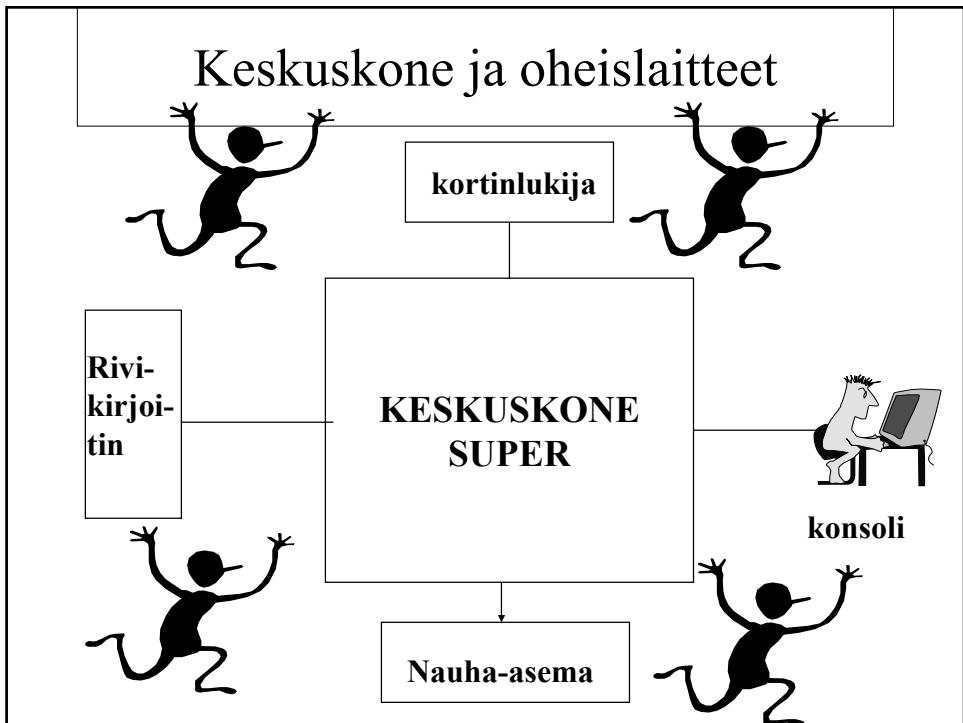 Keskuskone ja oheislaitteet
kortinlukija
Rivi-
kirjoi-
tin
KESKUSKONE
SUPER
konsoli
Nauha-asema